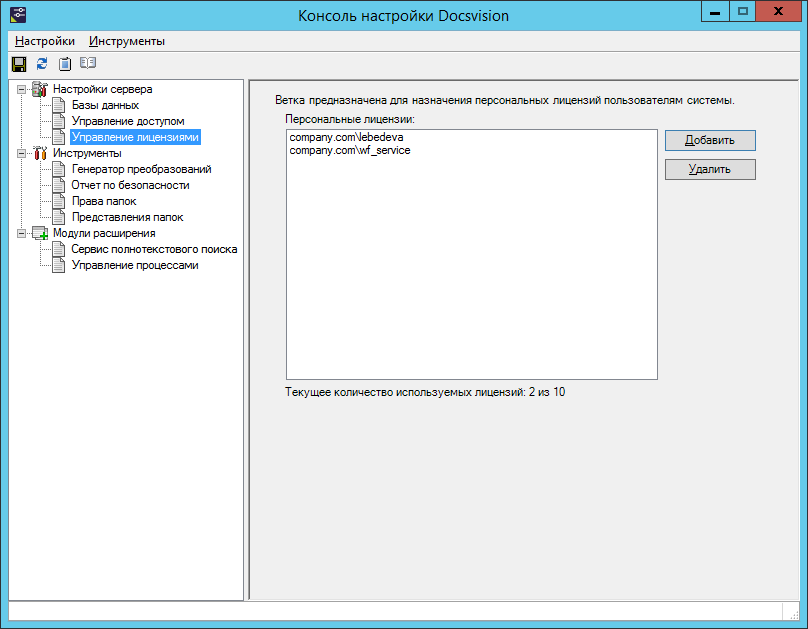 Консоль настройки Docsvision
Настройки Инструменты
Настройки сервера
Базы данных
Управление доступом
Управление лицензиями
Инструменты
Генератор преобразований
Отчет по безопасности
Права папок
Представления папок
Модули расширения
Сервис полнотекстового поиска
Управление процессами
Ветка предназначена для назначения персональных лицензий пользователям системы.
Персональные лицензии:
company.com\lebedeva
company.com\wf_service
Добавить
Удалить
Текущее количество используемых лицензий: 2 из 10